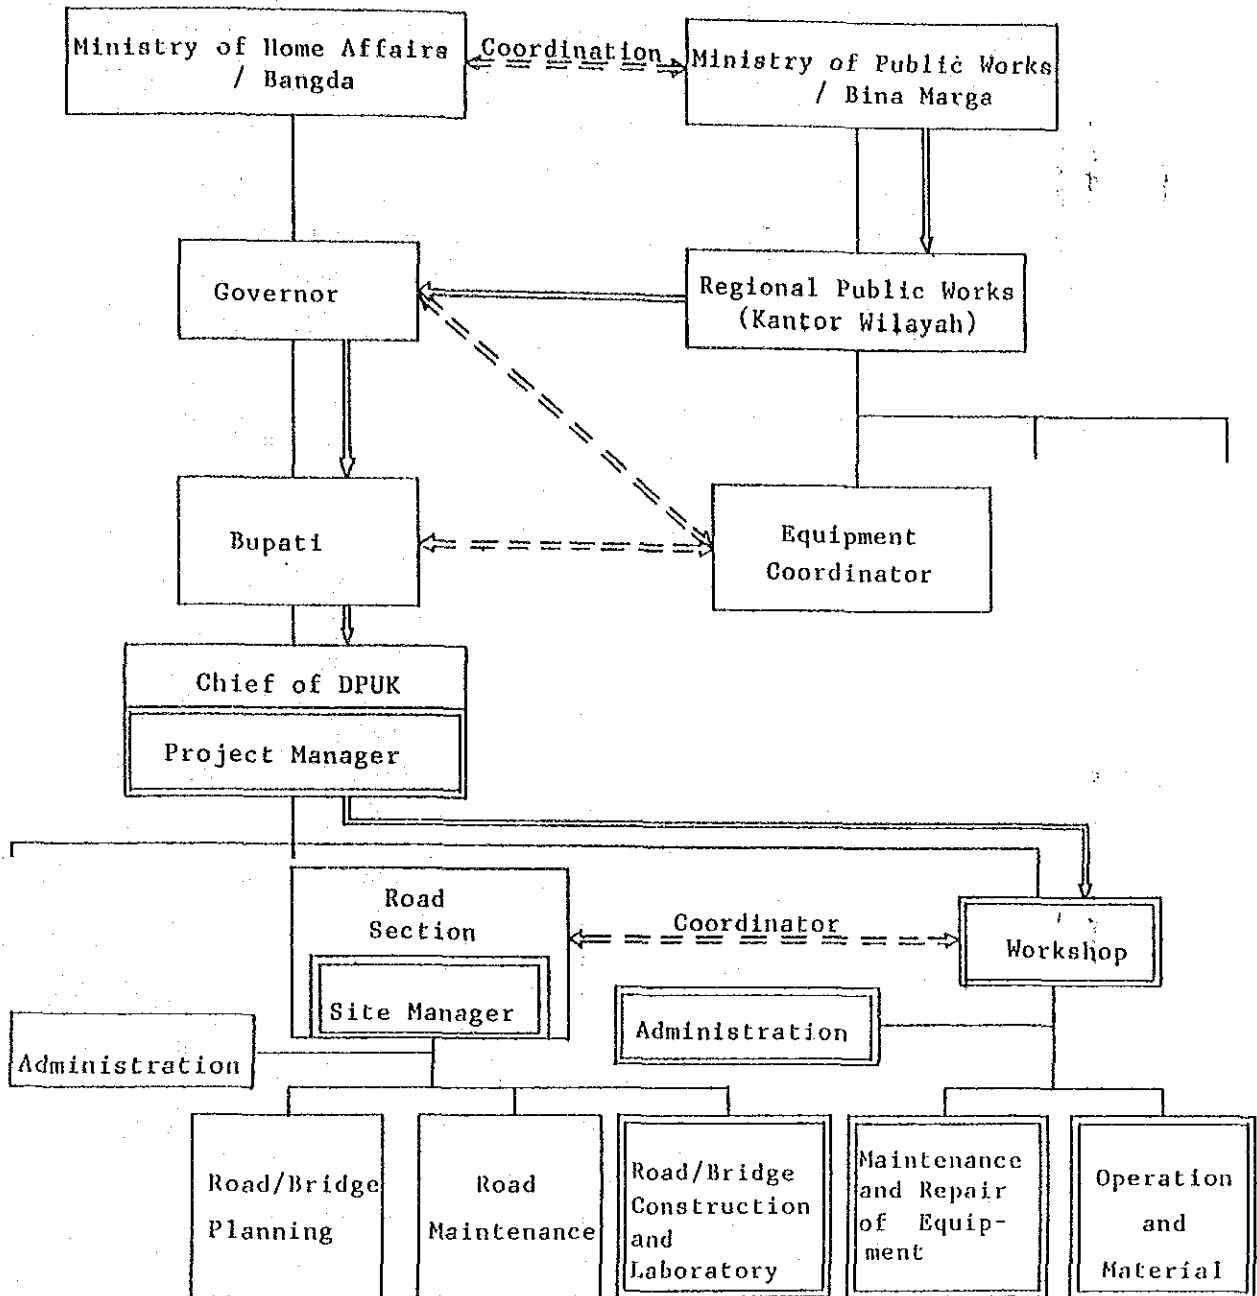 Ministry of Home Affairs
/ Bangda
Coordination
Ministry of Public Works
/ Bina Marga
Governor
Regional Public Works
(Kantor Wilayah)
Bupati
Equipment
Coordinator
Chief of DPUK
Project Manager
Road
Section
Site Manager
Coordinator
Workshop
Administration
Administration
Road/Bridge
Planning
Road
Maintenance
Road/Bridge
Construction
and
Laboratory
Maintenance
and Repair
of Equip-
ment
Operation
and
Material